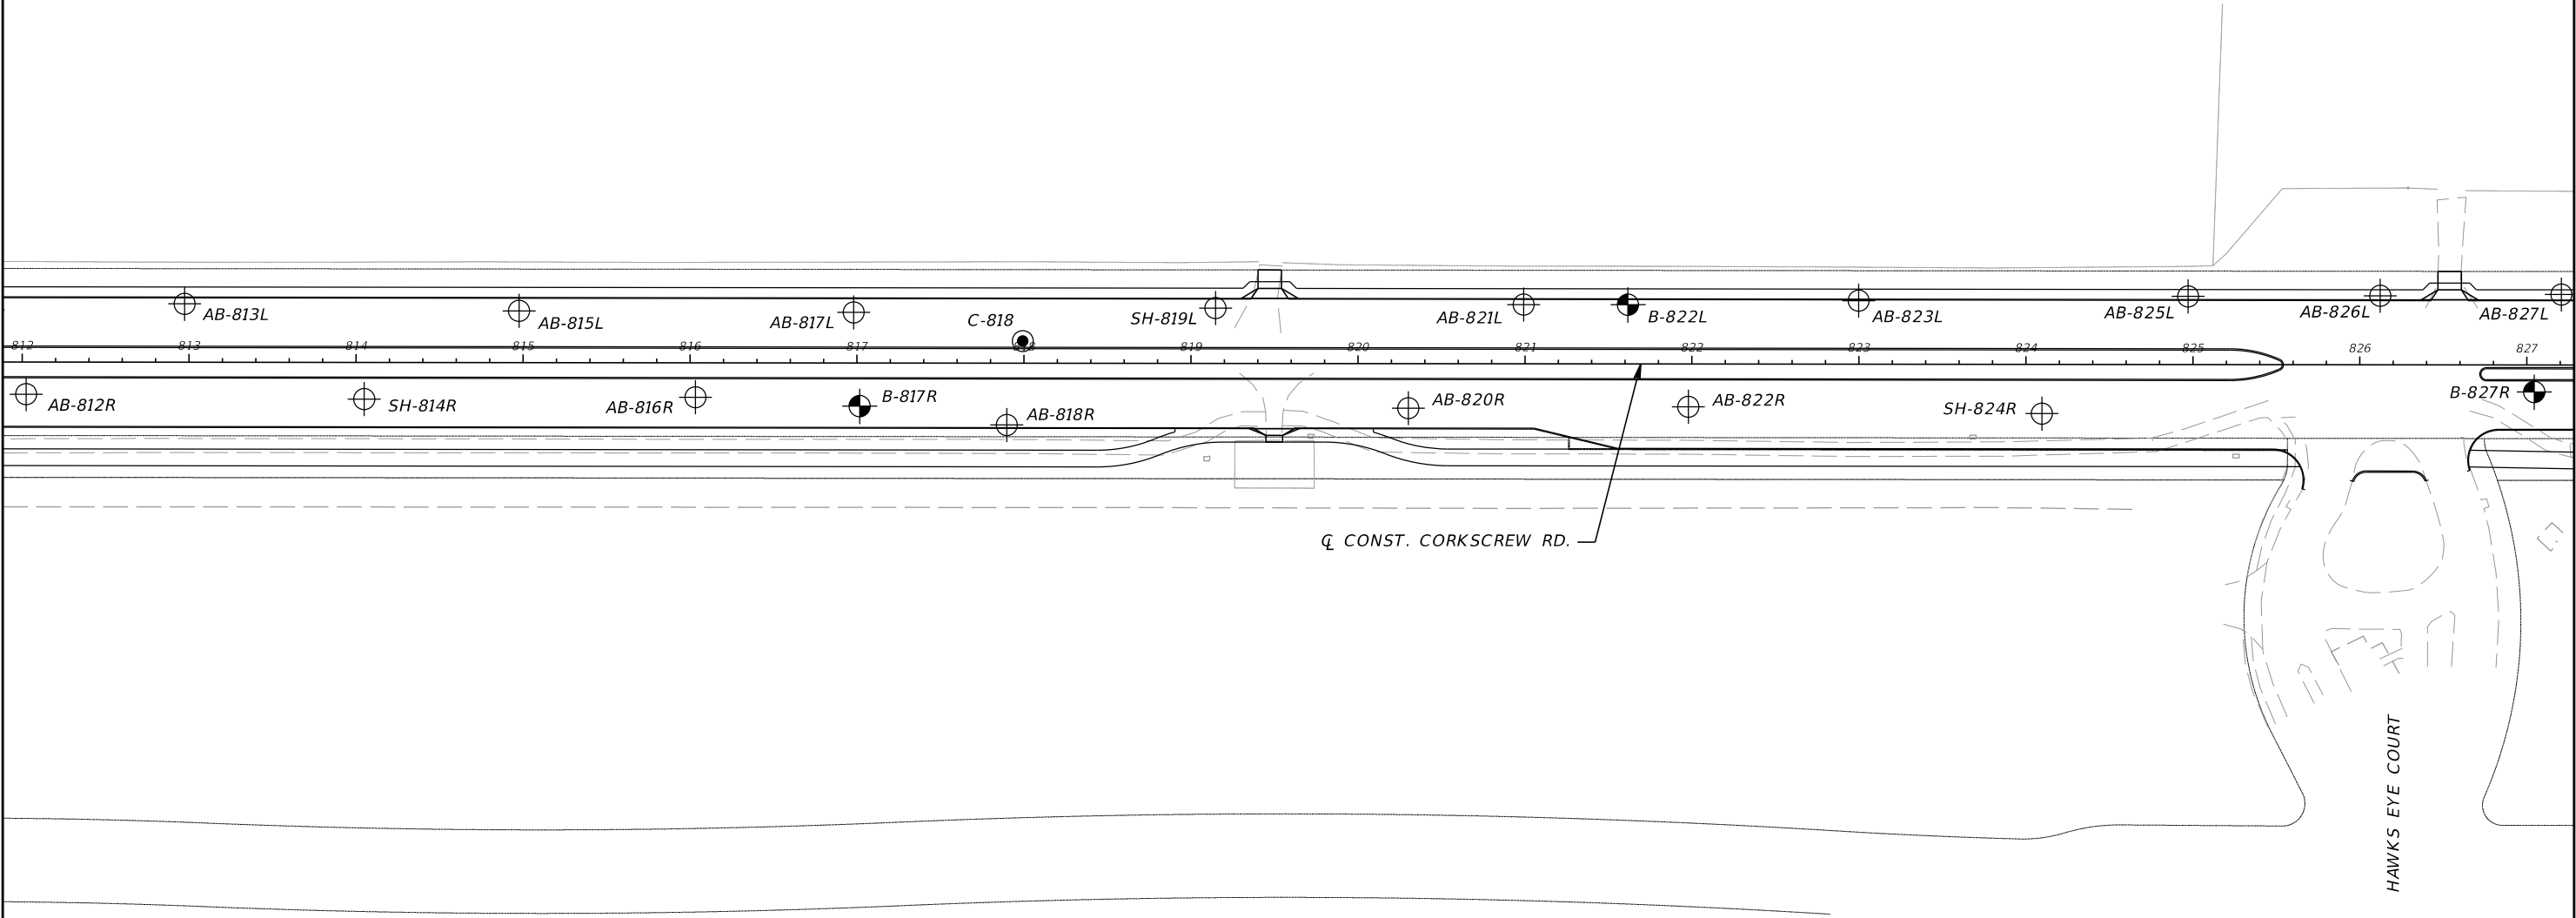 AB-813L
AB-815L
AB-817L
C-818
SH-819L
AB-821L
B-822L
AB-823L
AB-825L
AB-826L
AB-827L
812
813
814
815
816
817
818
819
820
821
822
823
824
825
826
827
AB-812R
SH-814R
AB-816R
B-817R
AB-818R
AB-820R
AB-822R
SH-824R
B-827R
℄ CONST. CORKSCREW RD.
HAWKS EYE COURT